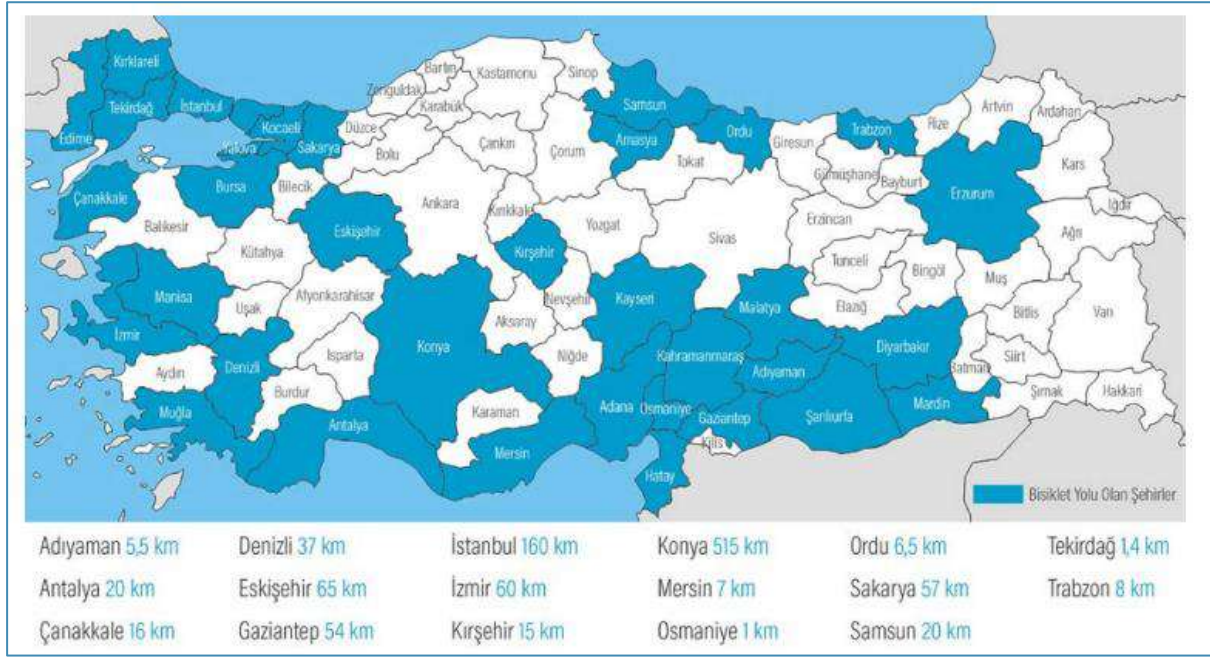 Kırklareli
Tekirdağ
İstanbul
Edirne
Kocaeli
Yalova
Sakarya
Düzce
Zonguldak
Bartın
Karabük
Kastamonu
Sinop
Samsun
Amasya
Ordu
Giresun
Trabzon
Rize
Artvin
Ardahan
Kars
Iğdır
Çanakkale
Bursa
Bilecik
Bolu
Çankırı
Çorum
Tokat
Gümüşhane
Bayburt
Erzurum
Balıkesir
Kütahya
Eskişehir
Ankara
Kırıkkale
Kırşehir
Yozgat
Sivas
Erzincan
Tunceli
Bingöl
Ağrı
Muş
Manisa
Uşak
Afyonkarahisar
İzmir
Aydın
Denizli
Isparta
Burdur
Konya
Aksaray
Nevşehir
Niğde
Kayseri
Malatya
Elazığ
Bitlis
Van
Muğla
Antalya
Karaman
Mersin
Adana
Osmaniye
Kahramanmaraş
Adıyaman
Gaziantep
Kilis
Hatay
Şanlıurfa
Diyarbakır
Batman
Mardin
Siirt
Şırnak
Hakkari
Bisiklet Yolu Olan Şehirler
Adıyaman 5,5 km Denizli 37 km İstanbul 160 km Konya 515 km Ordu 6,5 km Tekirdağ 1,4 km
Antalya 20 km Eskişehir 65 km İzmir 60 km Mersin 7 km Sakarya 57 km Trabzon 8 km
Çanakkale 16 km Gaziantep 54 km Kırşehir 15 km Osmaniye 1 km Samsun 20 km